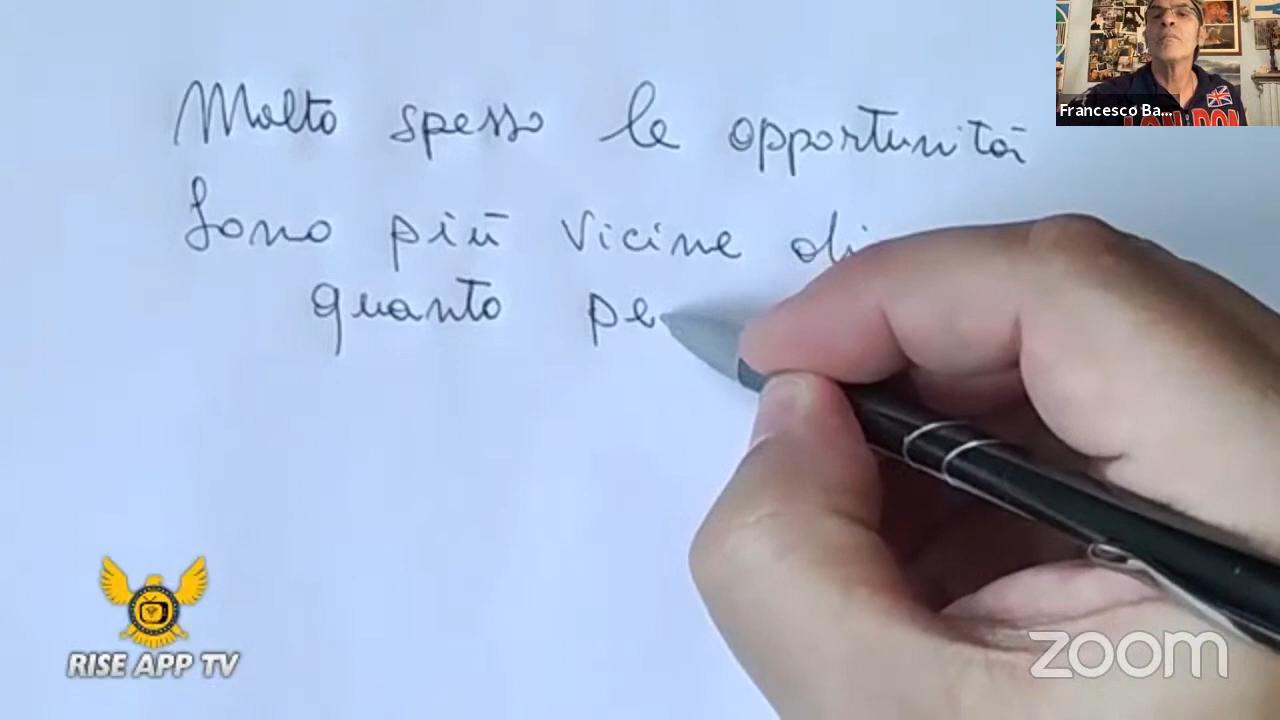 Molto spesso le opportunità
Sono più vicine di
quanto pe
Francesco Ba...
RISE APP TV
zoom